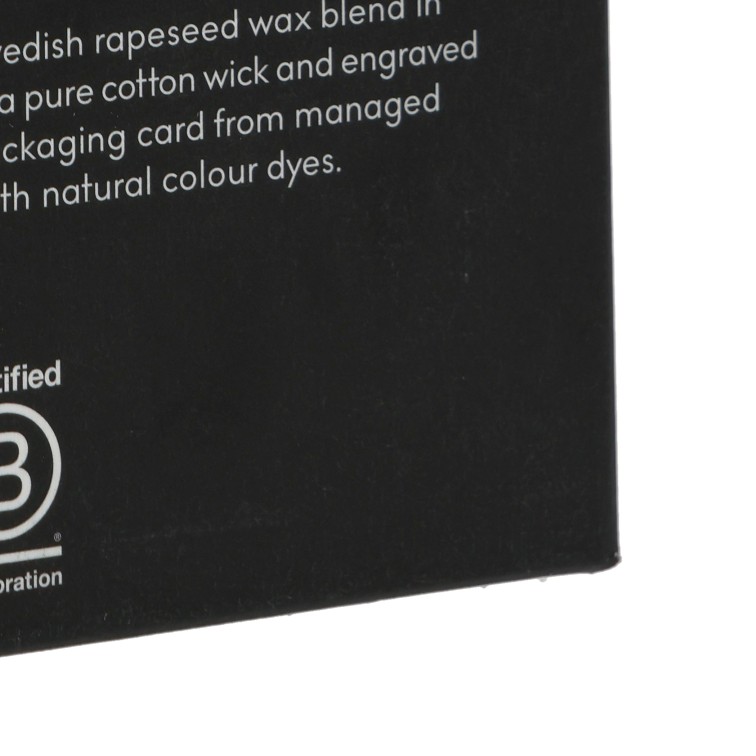 edish rapeseed wax blend in
a pure cotton wick and engraved
ckaging card from managed
th natural colour dyes.
tified
B
®
oration